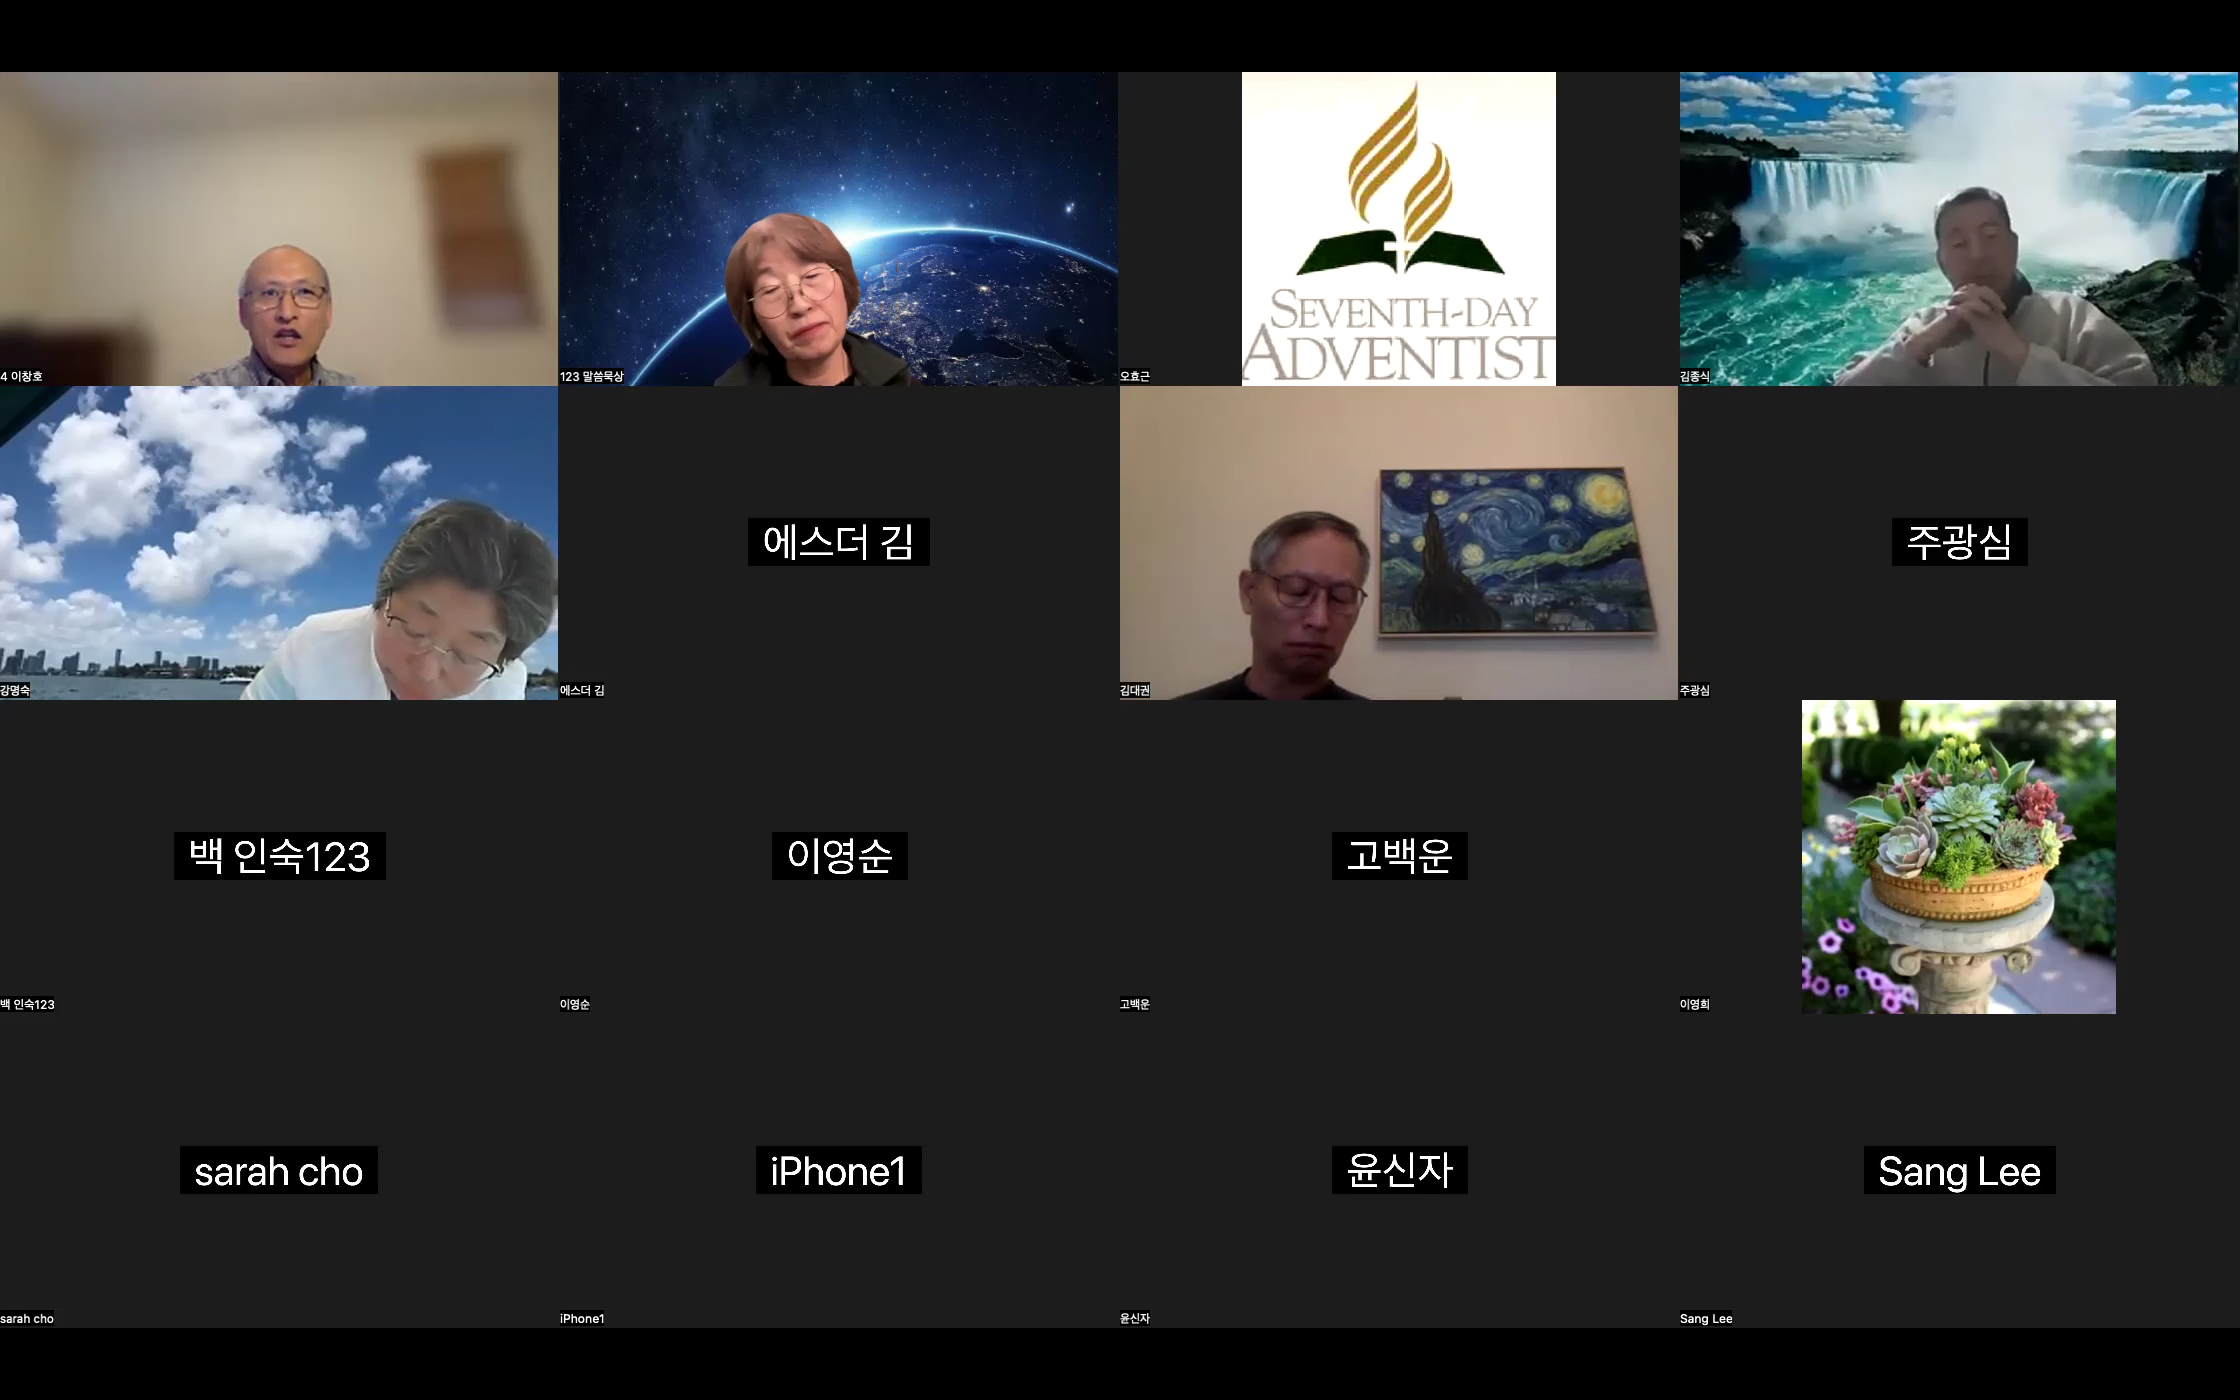 4 이창호
123 말씀묵상
SEVENTH-DAY
ADVENTIST
오효근
김종식
강명숙
에스더 김
에스더 김
김대권
주광심
주광심
백 인숙123
백 인숙123
이영순
이영순
고백운
고백운
이영희
sarah cho
sarah cho
iPhone1
iPhone1
윤신자
윤신자
Sang Lee
Sang Lee